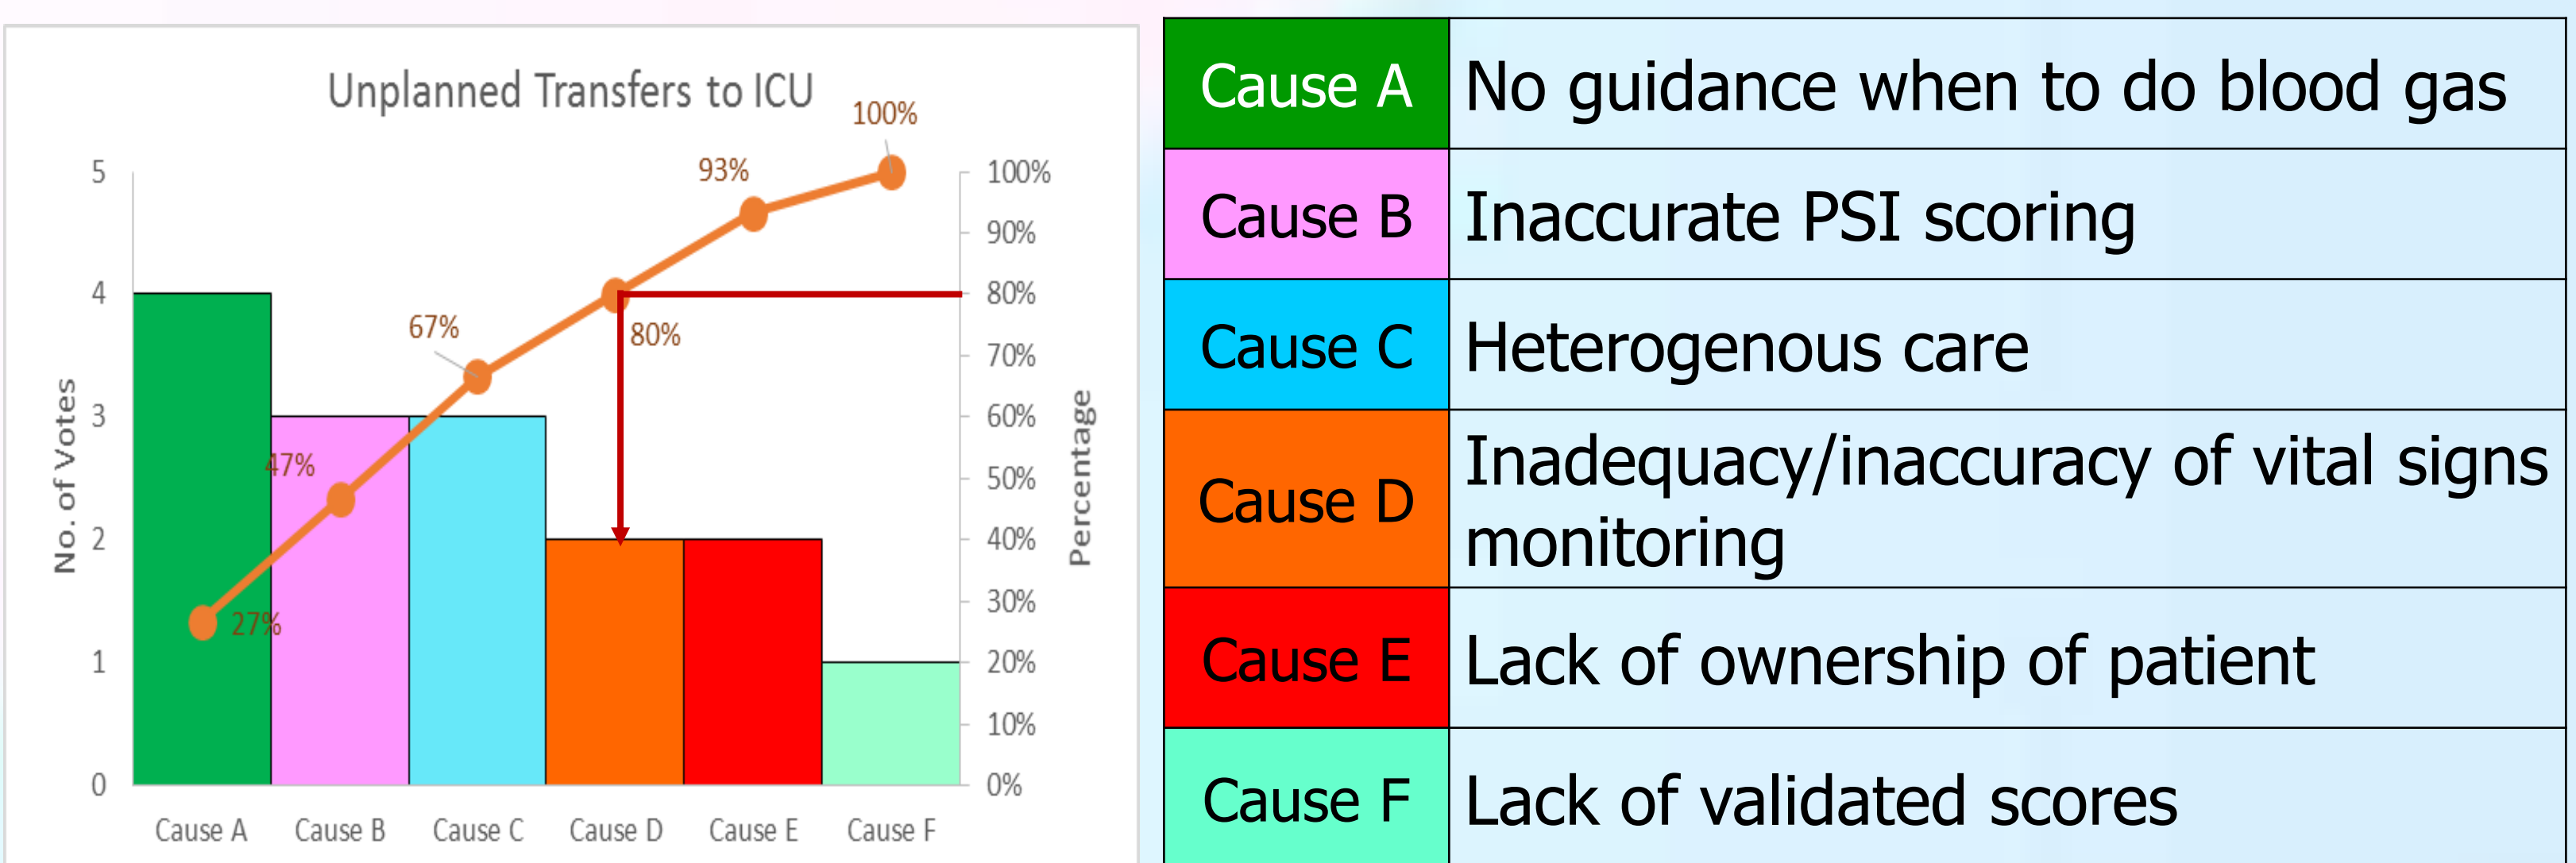 Unplanned Transfers to ICU
No. of Votes
5
4
3
2
1
0
27%
47%
67%
80%
93%
100%
100%
90%
80%
70%
60%
50%
40%
30%
20%
10%
0%
Percentage
Cause A
Cause B
Cause C
Cause D
Cause E
Cause F
Cause A No guidance when to do blood gas
Cause B Inaccurate PSI scoring
Cause C Heterogenous care
Cause D Inadequacy/inaccuracy of vital signs
monitoring
Cause E Lack of ownership of patient
Cause F Lack of validated scores